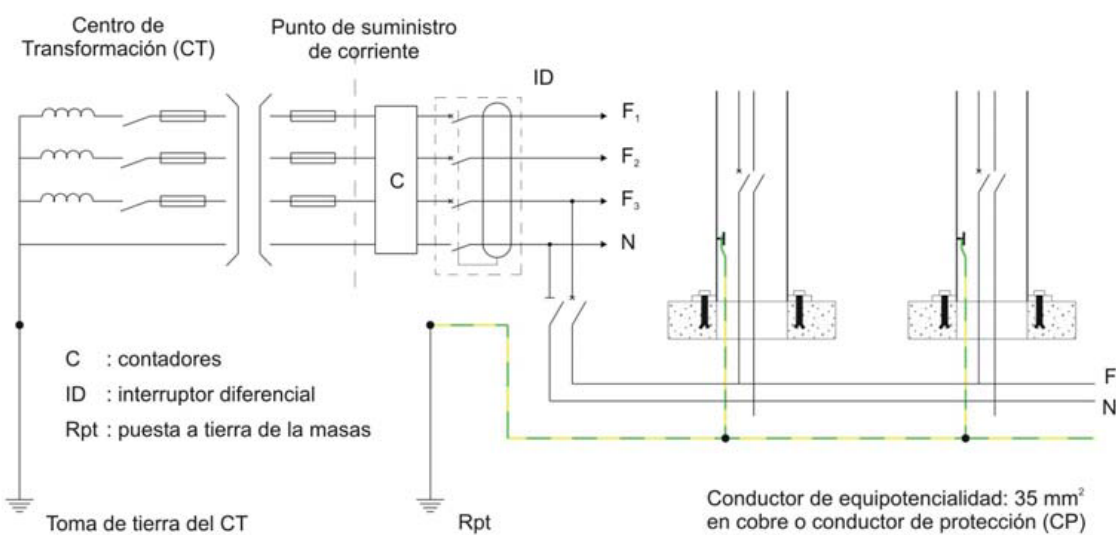 Centro de
Transformación (CT)
Punto de suministro
de corriente
ID
F1
F2
C
F3
N
C : contadores
ID : interruptor diferencial
Rpt : puesta a tierra de la masas
F
N
Toma de tierra del CT
Rpt
Conductor de equipotencialidad: 35 mm²
en cobre o conductor de protección (CP)